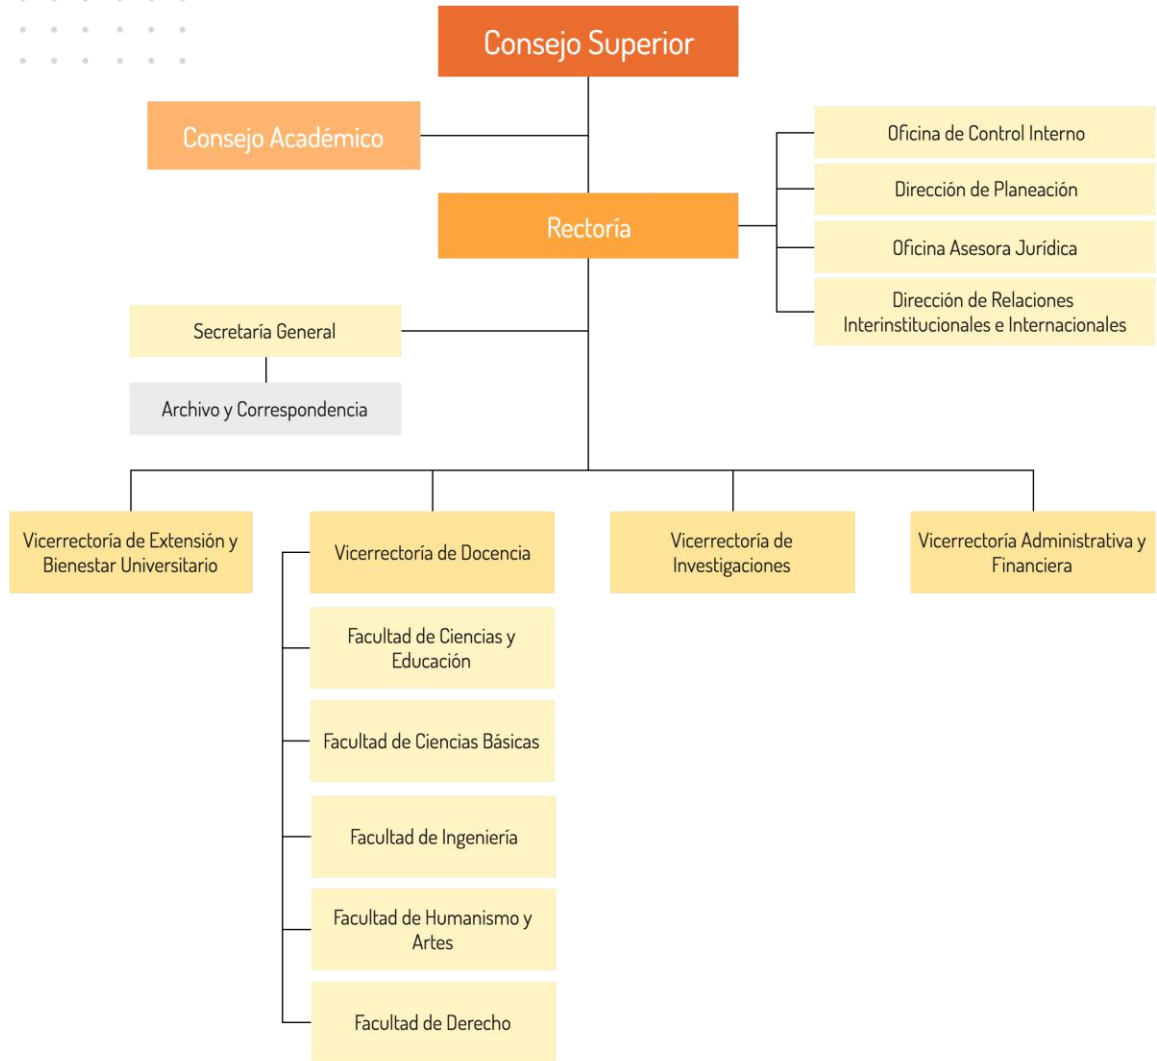 Consejo Superior
Consejo Académico
Oficina de Control Interno
Dirección de Planeación
Rectoría
Oficina Asesora Jurídica
Dirección de Relaciones
Interinstitucionales e Internacionales
Secretaría General
Archivo y Correspondencia
Vicerrectoría de Extensión y
Bienestar Universitario
Vicerrectoría de Docencia
Vicerrectoría de
Investigaciones
Vicerrectoría Administrativa y
Financiera
Facultad de Ciencias y
Educación
Facultad de Ciencias Básicas
Facultad de Ingeniería
Facultad de Humanismo y
Artes
Facultad de Derecho